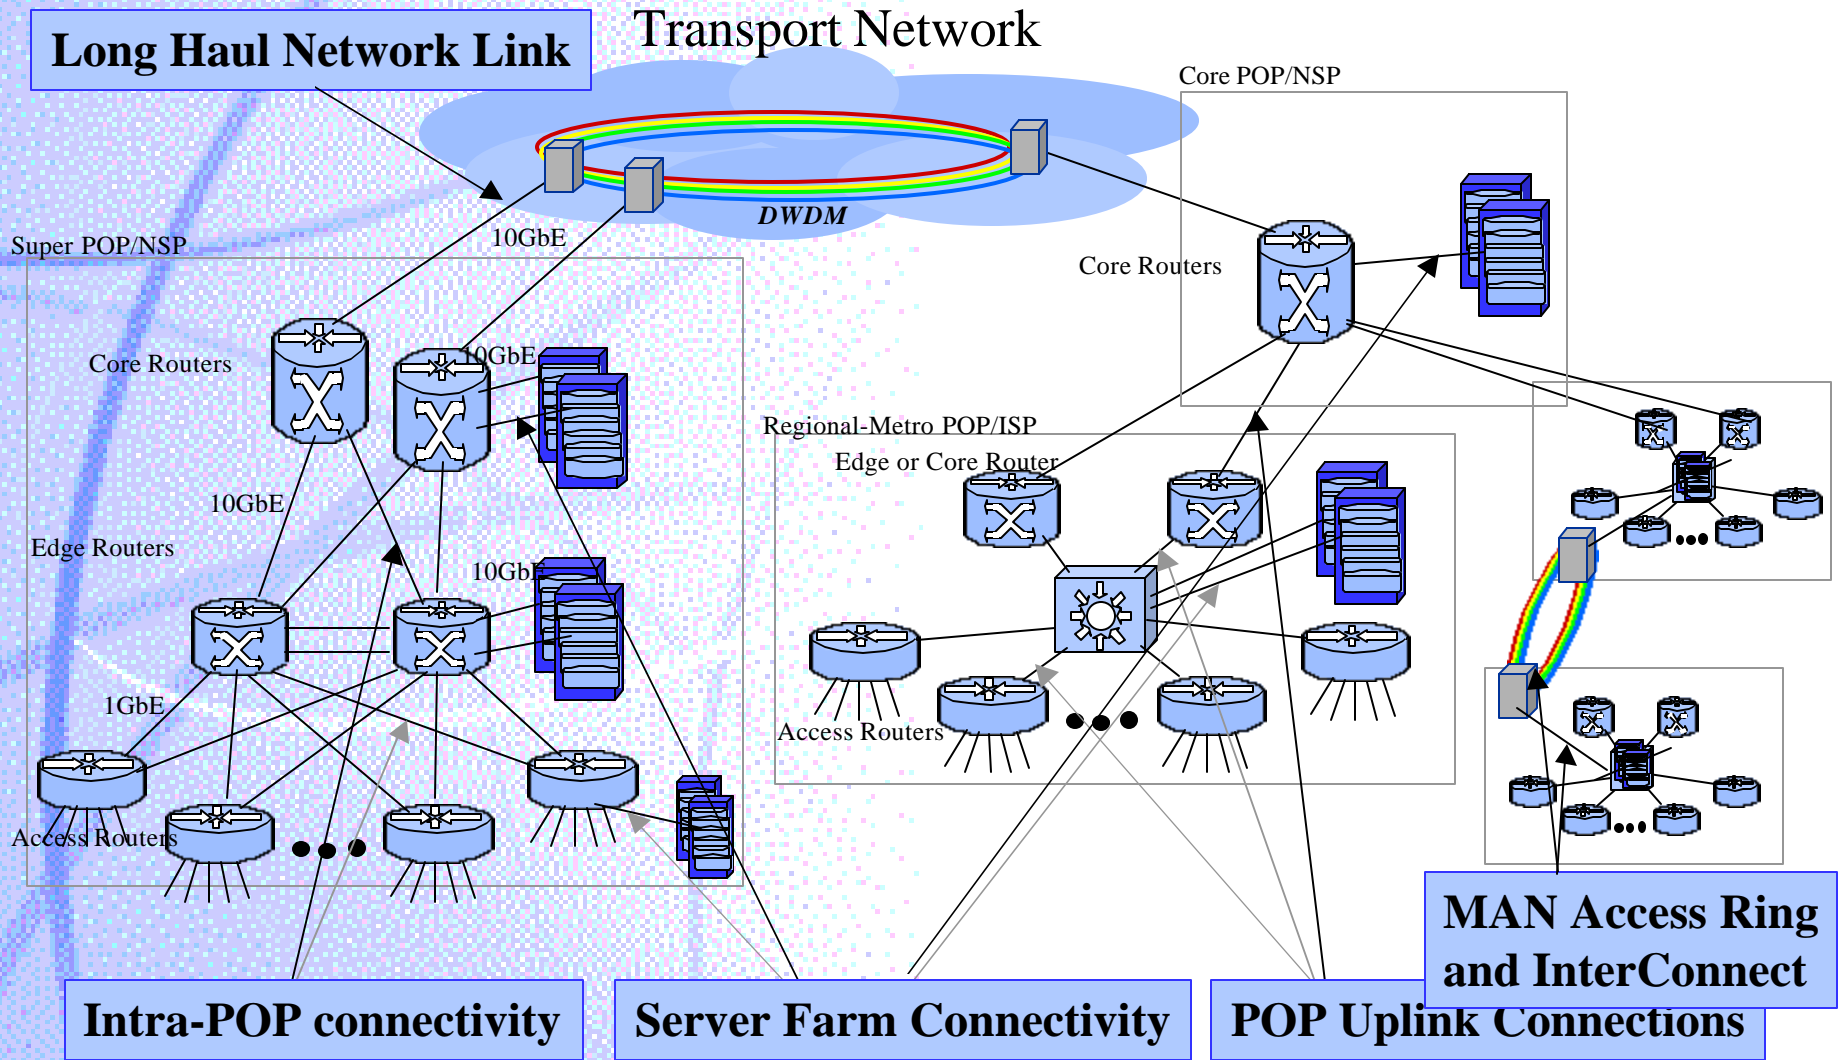 Transport Network
Long Haul Network Link
Core POP/NSP
DWDM
10GbE
Super POP/NSP
Core Routers
Core Routers
10GbE
Regional-Metro POP/ISP
Edge or Core Router
10GbE
Edge Routers
10GbE
1GbE
Access Routers
Access Routers
MAN Access Ring
and InterConnect
Intra-POP connectivity
Server Farm Connectivity
POP Uplink Connections